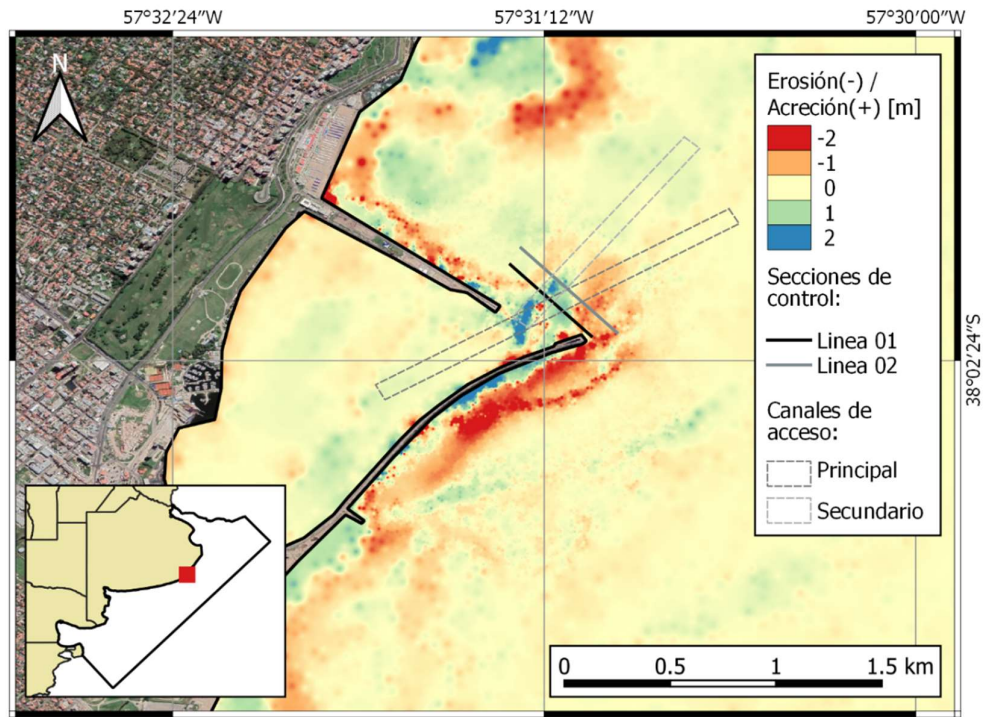 57°32′24″W
57°31′12″W
57°30′00″W
N
Erosión(-) /
Acreción(+) [m]
-2
-1
0
1
2
Secciones de
control:
Linea 01
Linea 02
Canales de
acceso:
Principal
Secundario
38°02′24″S
0 0.5 1 1.5 km